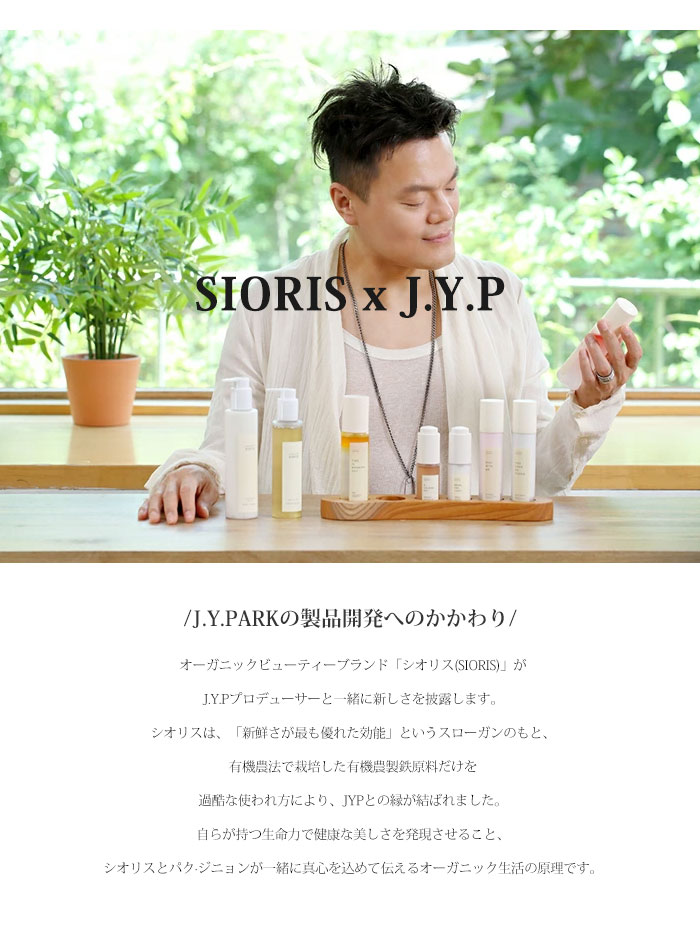 SIORIS x J.Y.P
/J.Y.PARKの製品開発へのかかわり/
オーガニックビューティーブランド「シオリス(SIORIS)」が
J.Y.Pプロデューサーと一緒に新しさを披露します。
シオリスは、「新鮮さが最も優れた効能」というスローガンのもと、
有機農法で栽培した有機農製鉄原料だけを
過酷な使われ方により、JYPとの縁が結ばれました。
自らが持つ生命力で健康な美しさを発現させること、
シオリスとパク·ジニョンが一緒に真心を込めて伝えるオーガニック生活の原理です。